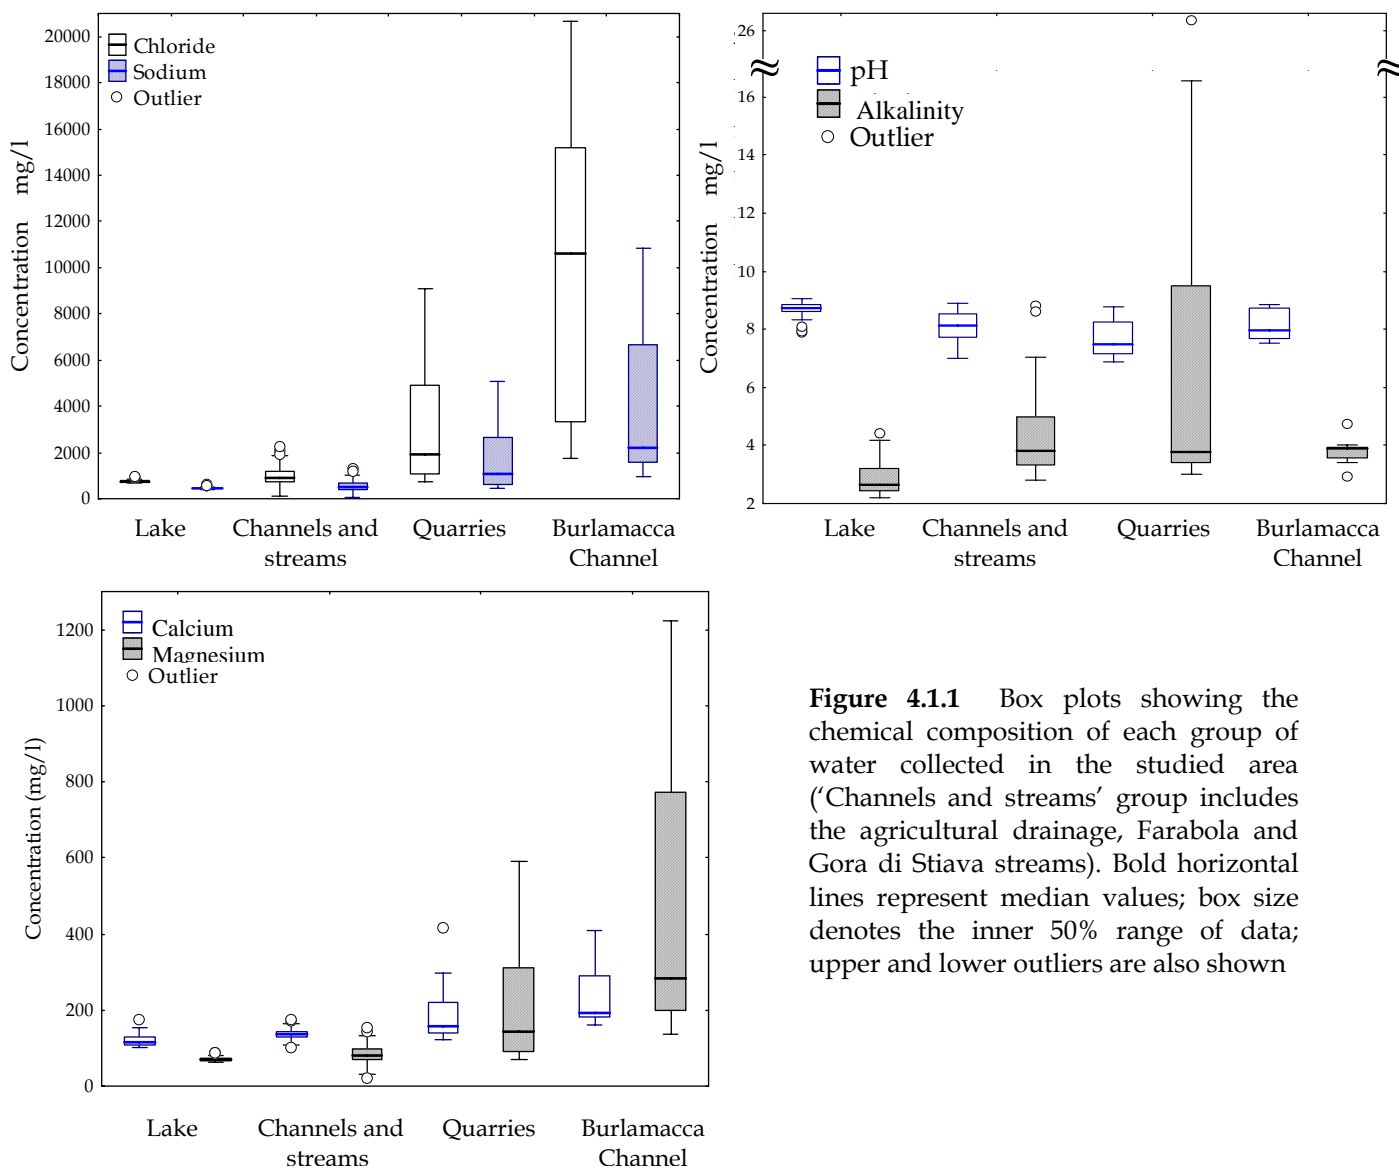 20000
18000
16000
14000
12000
10000
8000
6000
4000
2000
0
Concentration mg/l
Chloride
Sodium
Outlier
Lake
Channels and
streams
Quarries
Burlamacca
Channel
26
16
14
12
10
8
6
4
2
Concentration mg/l
pH
Alkalinity
Outlier
Lake
Channels and
streams
Quarries
Burlamacca
Channel
1200
1000
800
600
400
200
0
Concentration (mg/l)
Calcium
Magnesium
Outlier
Lake
Channels and
streams
Quarries
Burlamacca
Channel
Figure 4.1.1 Box plots showing the
chemical composition of each group of
water collected in the studied area
(‘Channels and streams’ group includes
the agricultural drainage, Farabola and
Gora di Stiava streams). Bold horizontal
lines represent median values; box size
denotes the inner 50% range of data;
upper and lower outliers are also shown